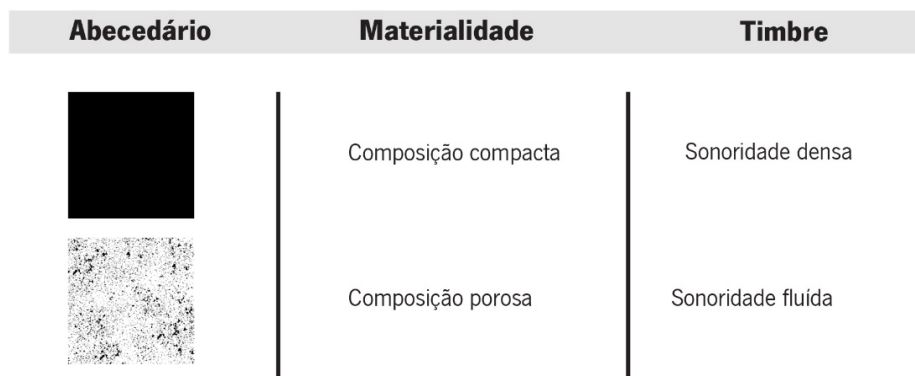 Abecedário Materialidade Timbre
Composição compacta Sonoridade densa
Composição porosa Sonoridade fluída